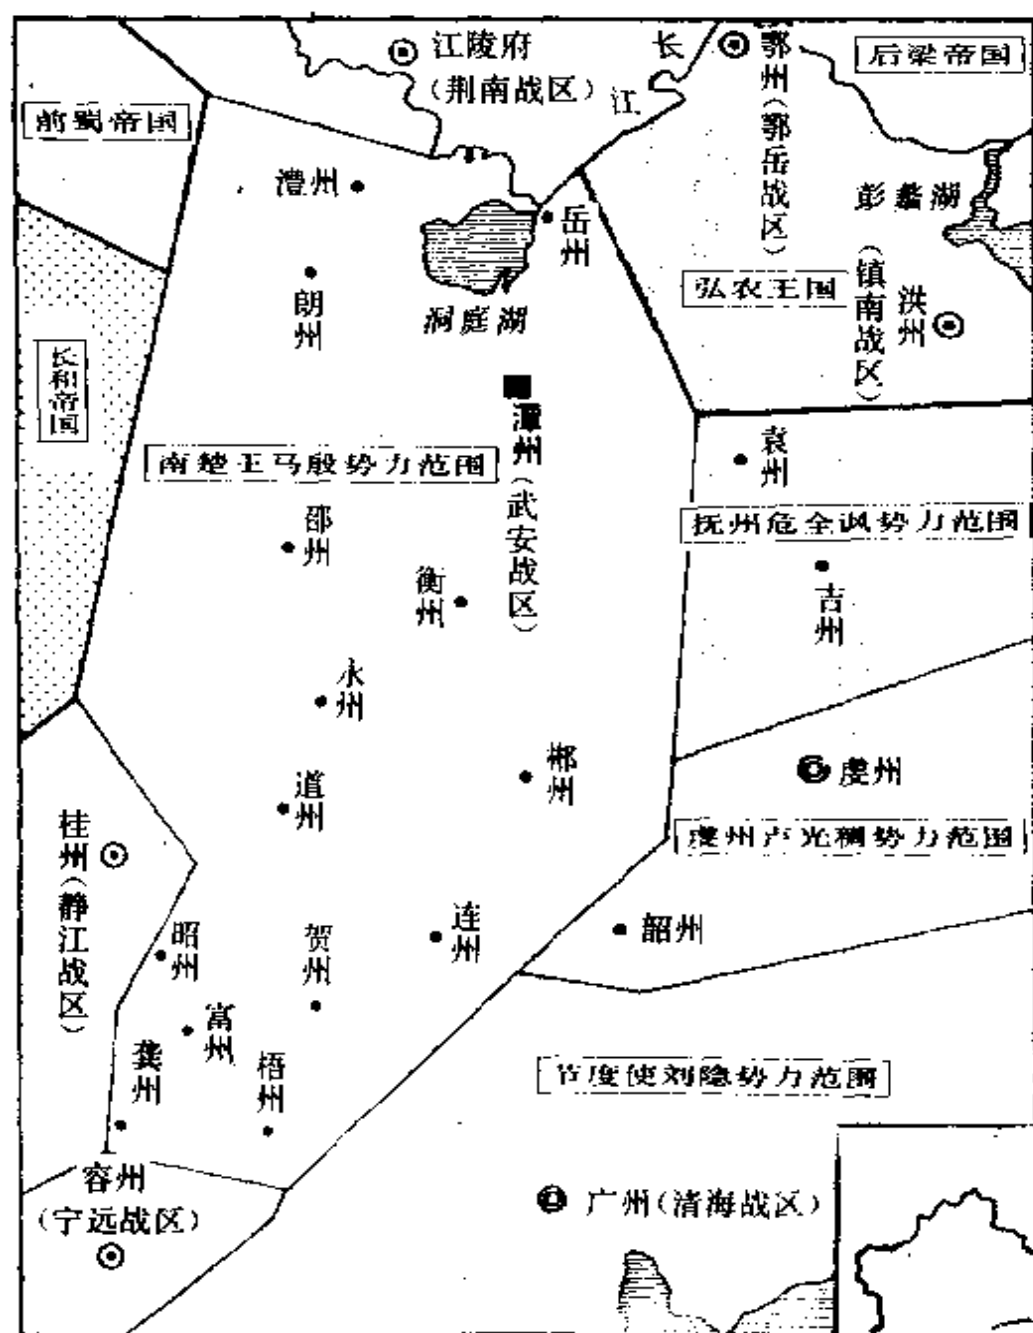 江陵府
(荆南战区)
长
江
鄂州(鄂岳战区)
后梁帝国
前蜀帝国
澧州
岳州
彭蠡湖
朗州
洞庭湖
弘农王国
(镇南战区)
洪州
长和帝国
潭州(武安战区)
南楚王马殷势力范围
袁州
邵州
抚州危全讽势力范围
衡州
吉州
永州
郴州
虔州
道州
桂州(静江战区)
虔州卢光稠势力范围
昭州
贺州
连州
韶州
富州
龚州
梧州
节度使刘隐势力范围
容州
(宁远战区)
广州(清海战区)